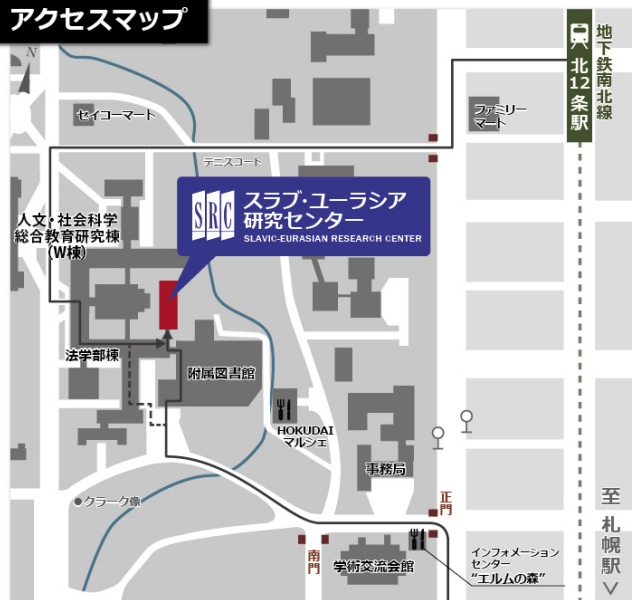 アクセスマップ
N
セイコーマート
ファミリー
マート
地下鉄南北線
北12条駅
テニスコート
人文・社会科学
総合教育研究棟
(W棟)
SRC
スラブ・ユーラシア
研究センター
SLAVIC-EURASIAN RESEARCH CENTER
法学部棟
附属図書館
HOKUDAI
マルシェ
事務局
クラーク像
正門
南門
学術交流会館
インフォメーション
センター
“エルムの森”
至札幌駅